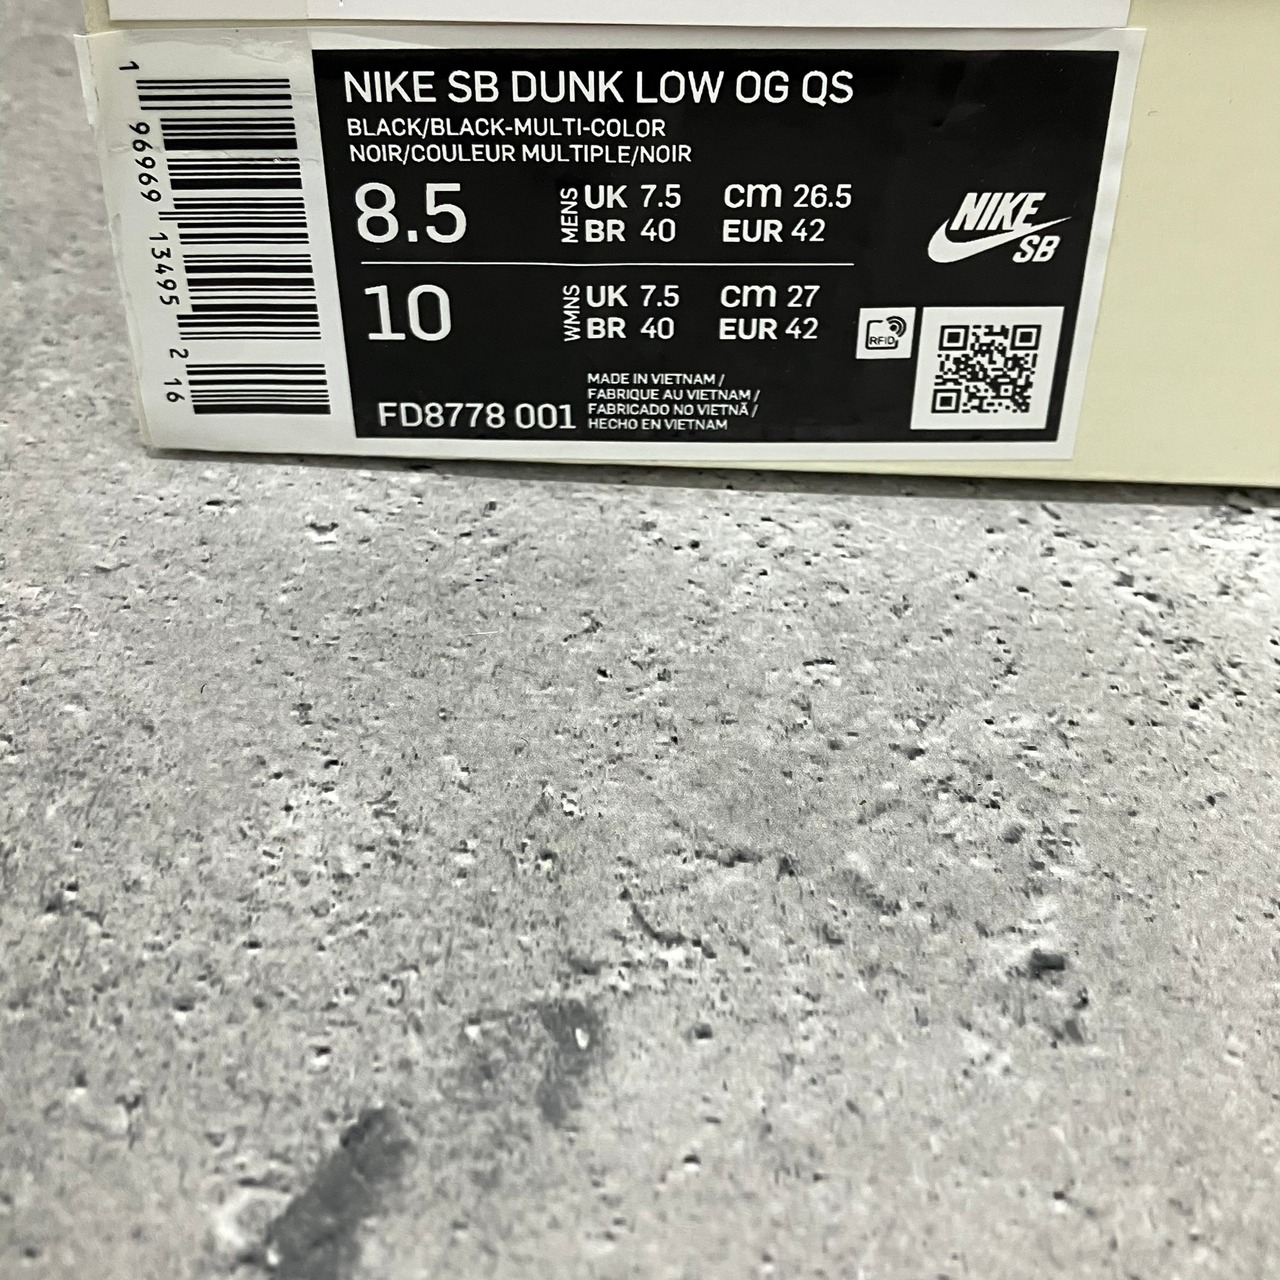 1 96969 13495 2 16
NIKE SB DUNK LOW OG QS
BLACK/BLACK-MULTI-COLOR
NOIR/COULEUR MULTIPLE/NOIR
8.5 MENS UK 7.5 cm 26.5
BR 40 EUR 42
10 WMNS UK 7.5 cm 27
BR 40 EUR 42
NIKE
SB
RFID
FD8778 001
MADE IN VIETNAM /
FABRIQUE AU VIETNAM /
FABRICADO NO VIETNÃ /
HECHO EN VIETNAM